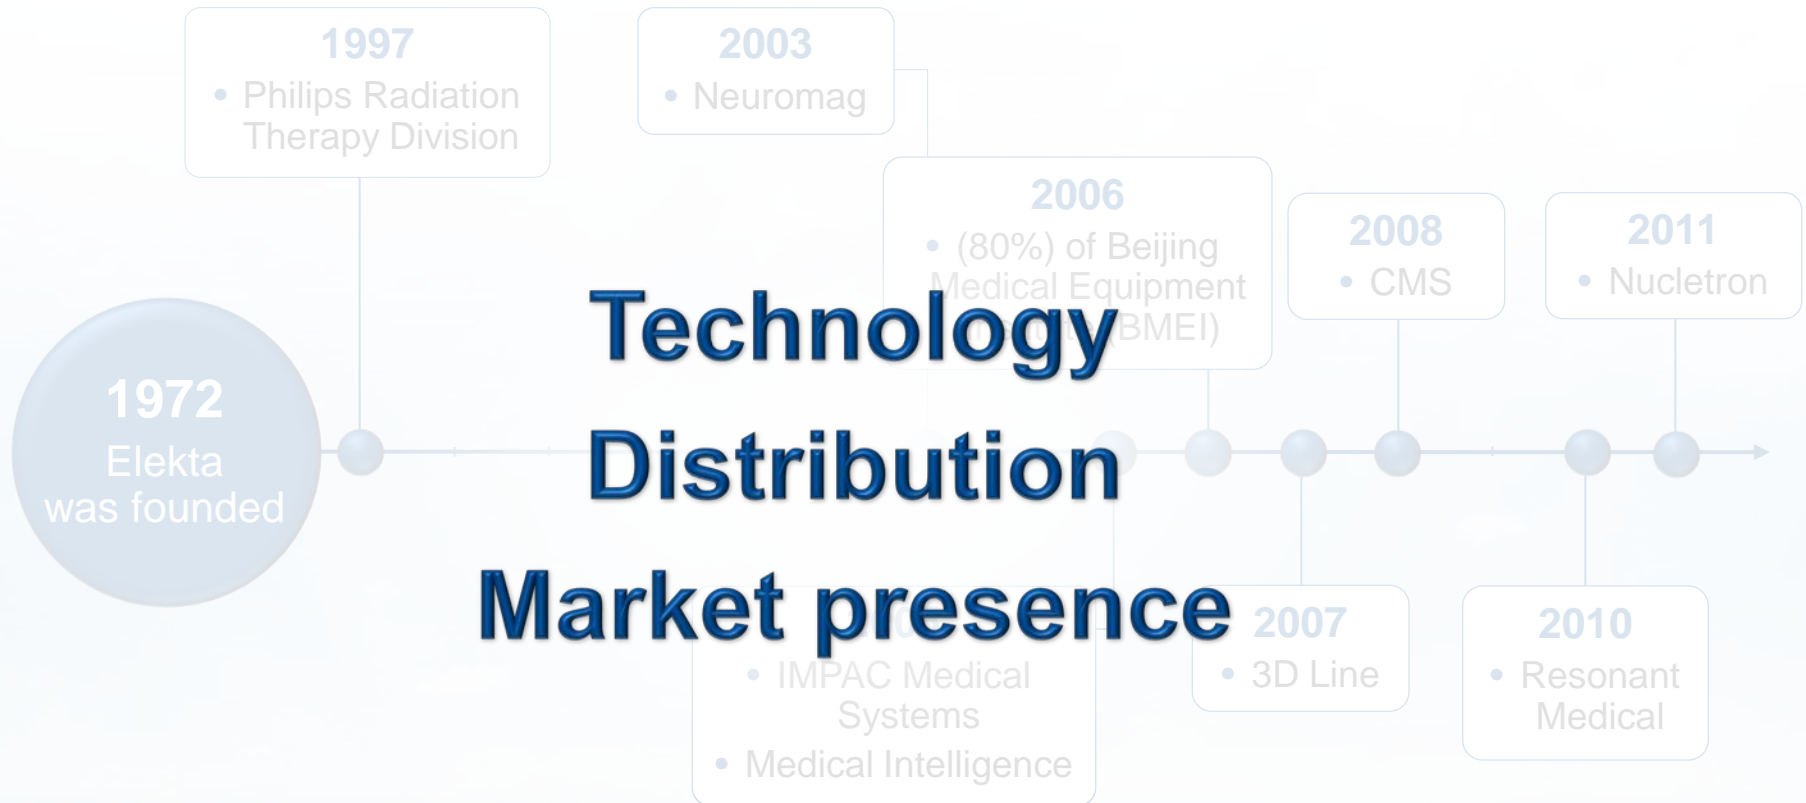 1997
• Philips Radiation
Therapy Division
2003
• Neuromag
2006
• (80%) of Beijing
Medical Equipment
(BMEI)
2008
• CMS
2011
• Nucletron
1972
Elekta
was founded
Technology
Distribution
Market presence
• IMPAC Medical
Systems
• Medical Intelligence
2007
• 3D Line
2010
• Resonant
Medical